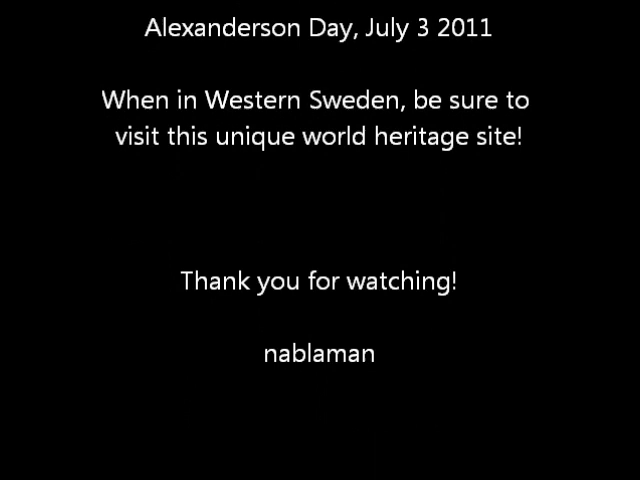 Alexanderson Day, July 3 2011
When in Western Sweden, be sure to
visit this unique world heritage site!
Thank you for watching!
nablaman